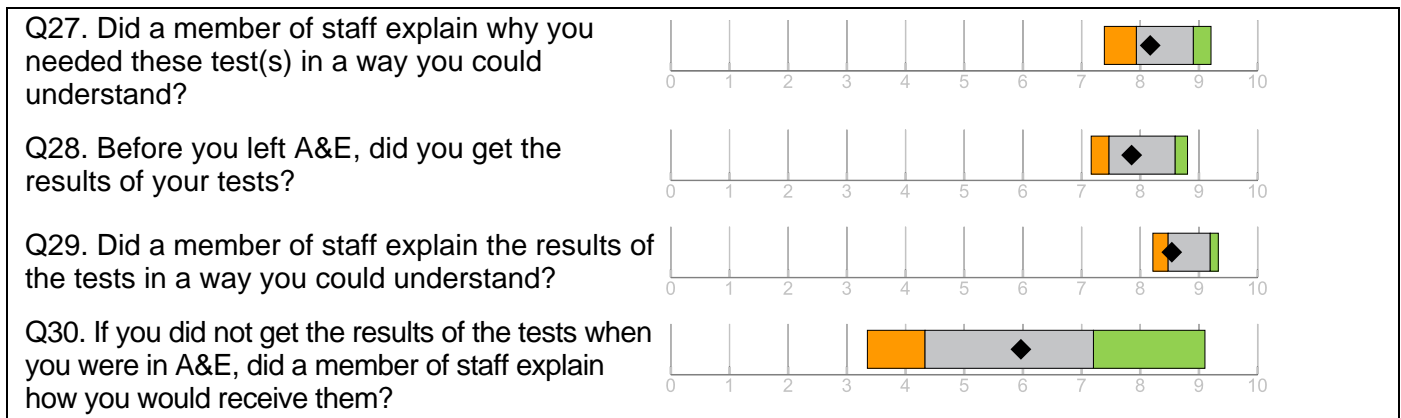 Q27. Did a member of staff explain why you
needed these test(s) in a way you could
understand?
0 1 2 3 4 5 6 7 8 9 10
Q28. Before you left A&E, did you get the
results of your tests?
0 1 2 3 4 5 6 7 8 9 10
Q29. Did a member of staff explain the results of
the tests in a way you could understand?
0 1 2 3 4 5 6 7 8 9 10
Q30. If you did not get the results of the tests when
you were in A&E, did a member of staff explain
how you would receive them?
0 1 2 3 4 5 6 7 8 9 10